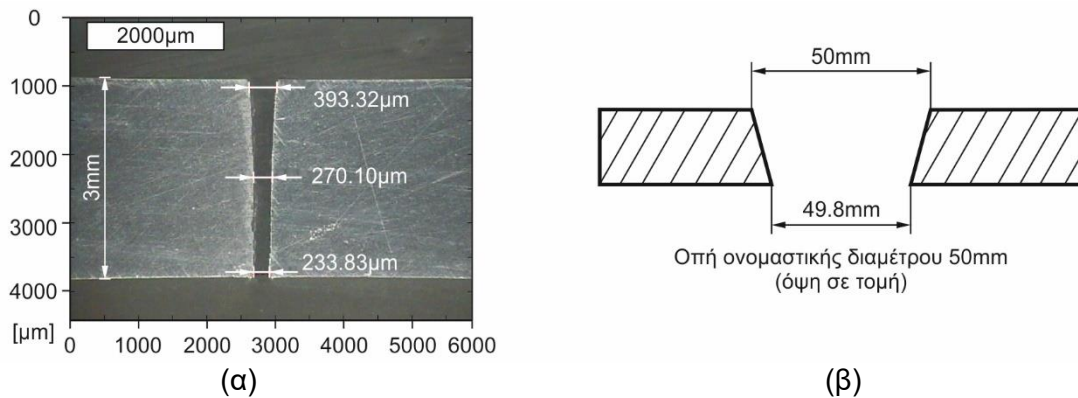 0
1000
2000
3000
4000
[µm]
0 1000 2000 3000 4000 5000 6000
2000µm
3mm
393.32µm
270.10µm
233.83µm
(α)
50mm
49.8mm
Οπή ονομαστικής διαμέτρου 50mm
(όψη σε τομή)
(β)